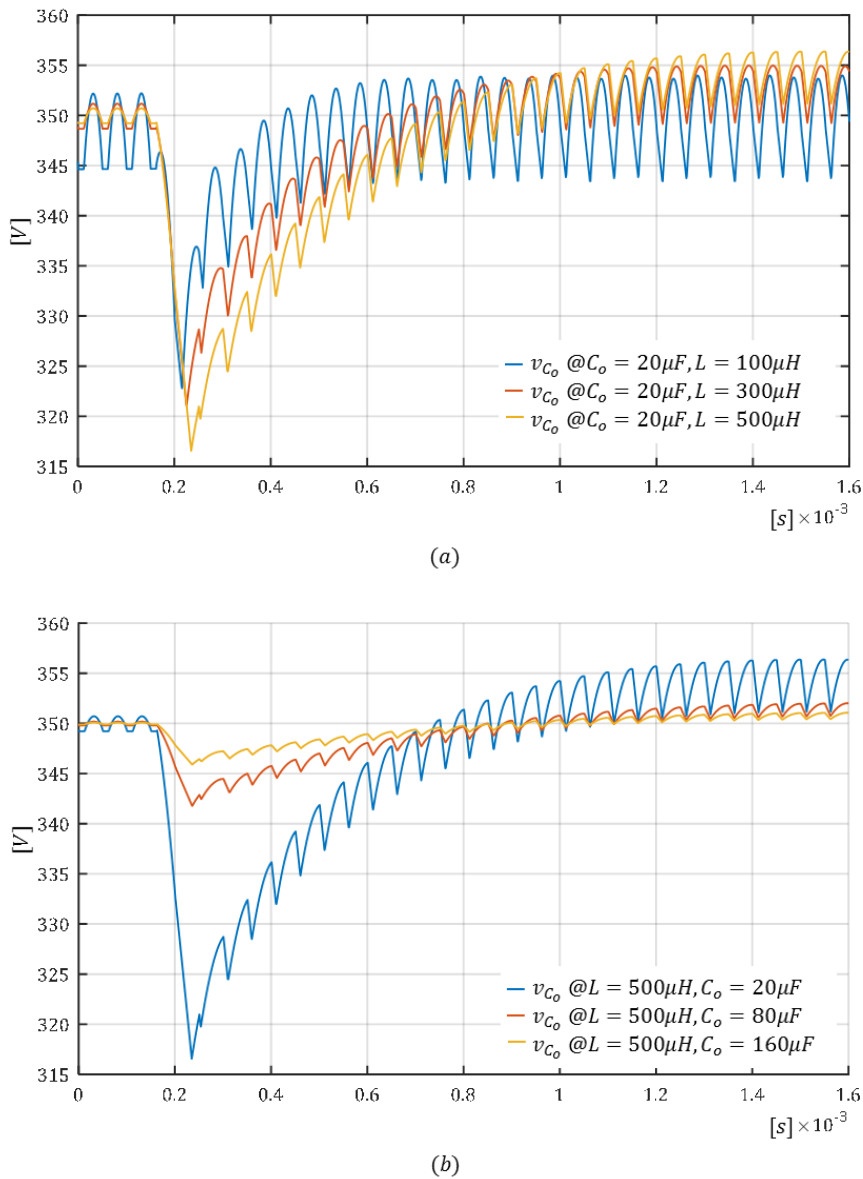 360
355
350
345
340
335
330
325
320
315
[V]
v_{C_o} @C_o = 20μF, L = 100μH
v_{C_o} @C_o = 20μF, L = 300μH
v_{C_o} @C_o = 20μF, L = 500μH
0 0.2 0.4 0.6 0.8 1 1.2 1.4 1.6
[s] ×10⁻³
(a)
360
355
350
345
340
335
330
325
320
315
[V]
v_{C_o} @L = 500μH, C_o = 20μF
v_{C_o} @L = 500μH, C_o = 80μF
v_{C_o} @L = 500μH, C_o = 160μF
0 0.2 0.4 0.6 0.8 1 1.2 1.4 1.6
[s] ×10⁻³
(b)